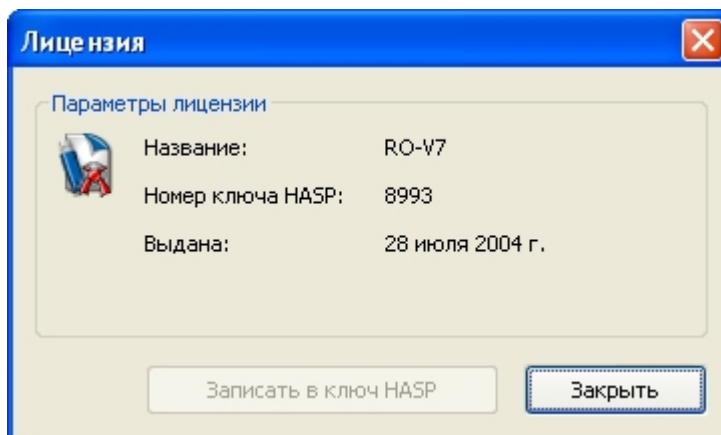 Лицензия
Параметры лицензии
Название: RO-V7
Номер ключа HASP: 8993
Выдана: 28 июля 2004 г.
Записать в ключ HASP Закрыть